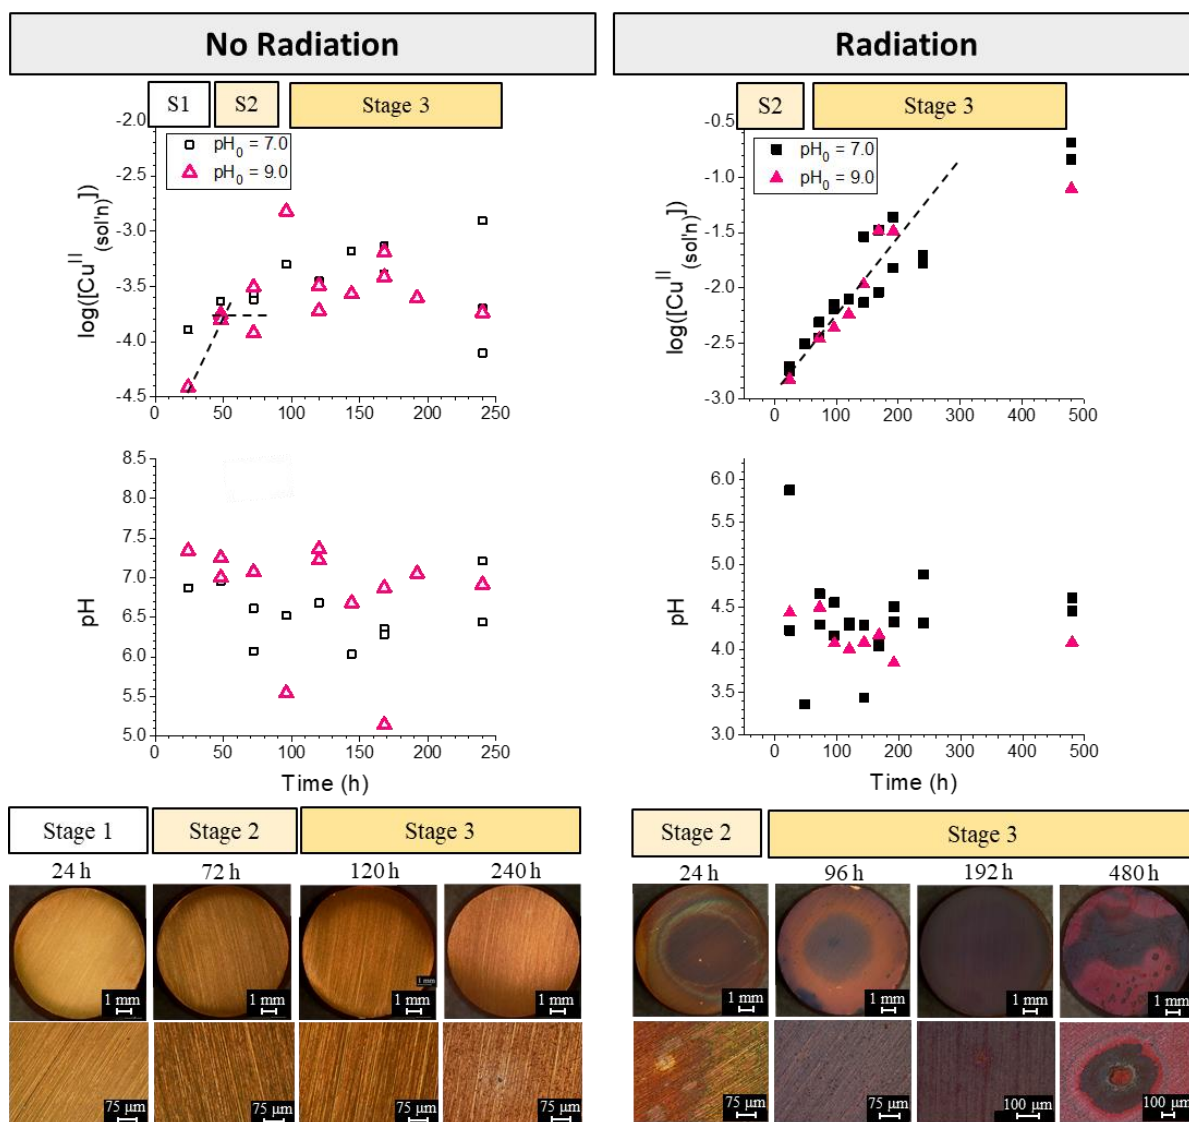 No Radiation
Radiation
S1 S2 Stage 3
-2.0
pH0 = 7.0
pH0 = 9.0
-2.5
-3.0
-3.5
-4.0
-4.5
log([Cu^II (sol'n)])
0 50 100 150 200 250
8.5
8.0
7.5
7.0
6.5
6.0
5.5
5.0
pH
0 50 100 150 200 250
Time (h)
S2 Stage 3
-0.5
pH0 = 7.0
pH0 = 9.0
-1.0
-1.5
-2.0
-2.5
-3.0
log([Cu^II (sol'n)])
0 100 200 300 400 500
6.0
5.5
5.0
4.5
4.0
3.5
3.0
pH
0 100 200 300 400 500
Time (h)
Stage 1 Stage 2 Stage 3
24 h 72 h 120 h 240 h
1 mm 1 mm 1 mm 1 mm
75 µm 75 µm 75 µm 75 µm
Stage 2 Stage 3
24 h 96 h 192 h 480 h
1 mm 1 mm 1 mm 1 mm
75 µm 75 µm 100 µm 100 µm